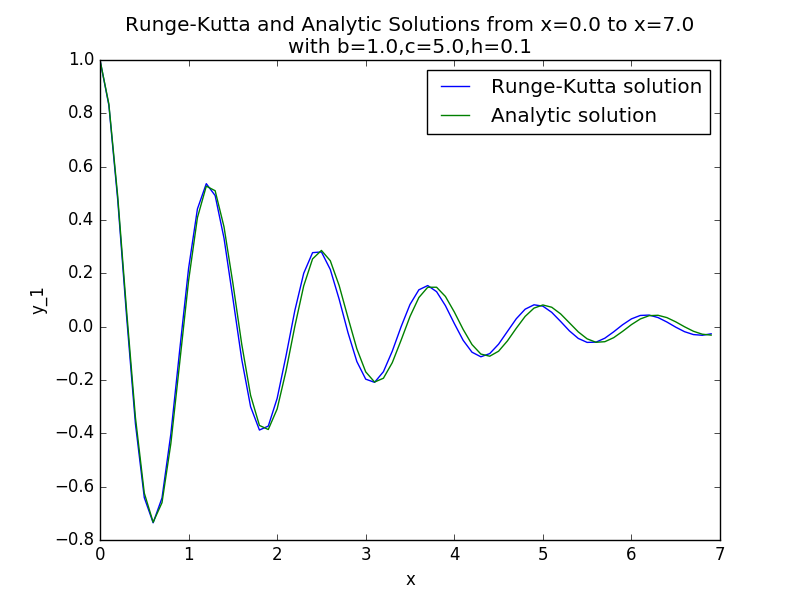 Runge-Kutta and Analytic Solutions from x=0.0 to x=7.0
with b=1.0,c=5.0,h=0.1
Runge-Kutta solution
Analytic solution
1.0
0.8
0.6
0.4
0.2
0.0
−0.2
−0.4
−0.6
−0.8
y_1
0 1 2 3 4 5 6 7
x